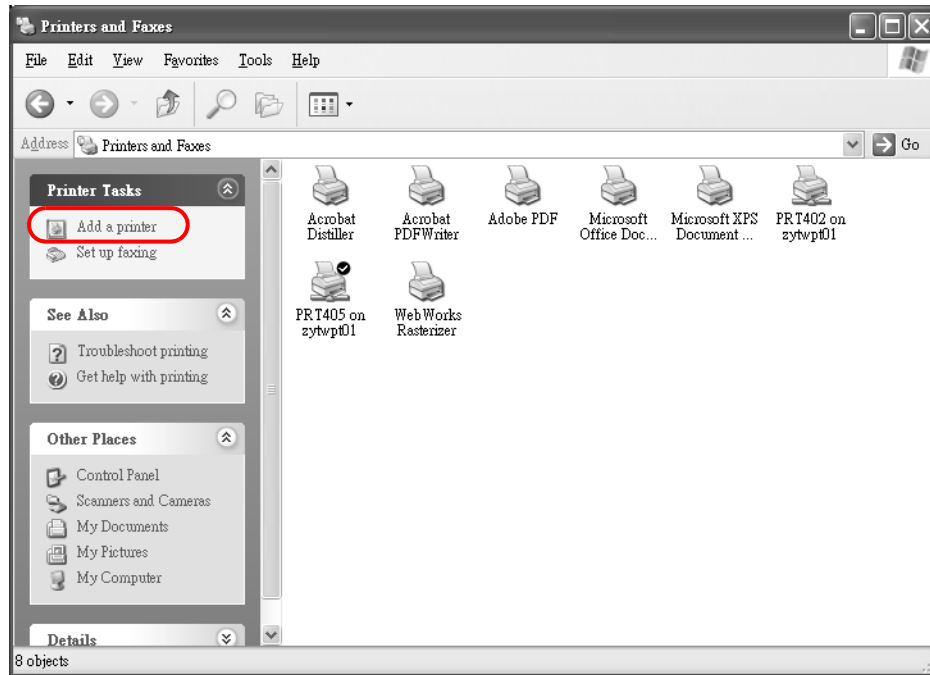 Printers and Faxes
File Edit View Favorites Tools Help
Address Printers and Faxes Go
Printer Tasks
Add a printer
Set up faxing
See Also
Troubleshoot printing
Get help with printing
Other Places
Control Panel
Scanners and Cameras
My Documents
My Pictures
My Computer
Details
Acrobat
Distiller
Acrobat
PDFWriter
Adobe PDF
Microsoft
Office Doc...
Microsoft XPS
Document ...
PRT402 on
zytwpt01
PRT405 on
zytwpt01
WebWorks
Rasterizer
8 objects